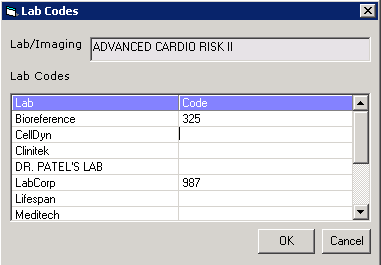 Lab Codes
Lab/Imaging ADVANCED CARDIO RISK II
Lab Codes
Lab Code
Bioreference 325
CellDyn
Clinitek
DR. PATEL'S LAB
LabCorp 987
Lifespan
Meditech
OK Cancel